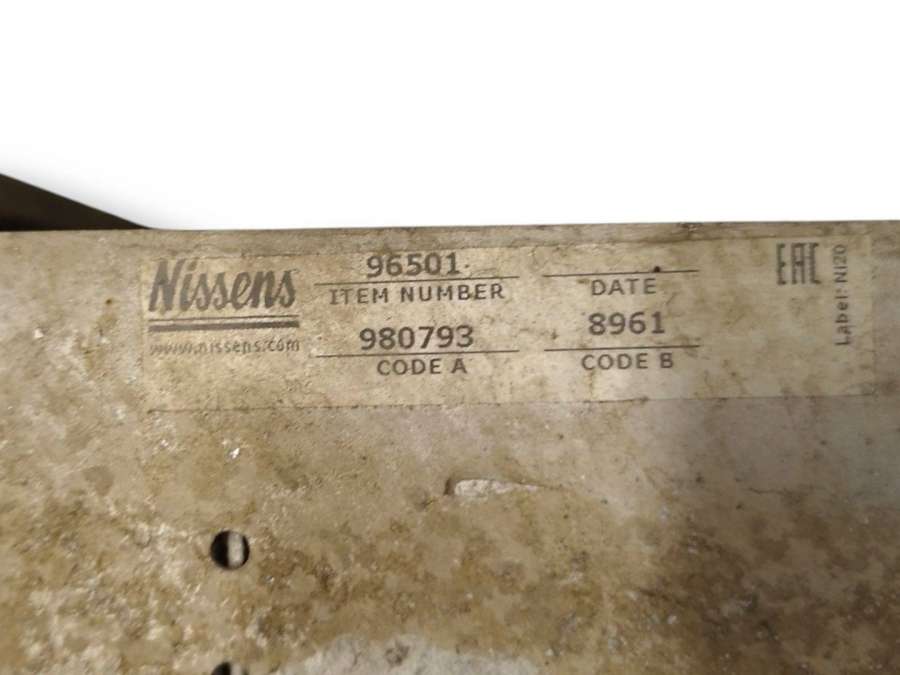 Nissens
www.nissens.com
96501
ITEM NUMBER
DATE
980793
CODE A
8961
CODE B
EAC
Label: NI20